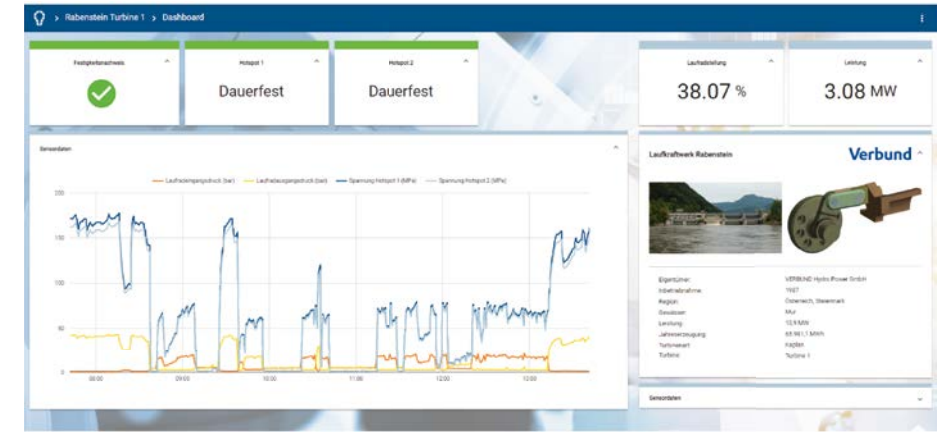 Rabenstein Turbine 1 > Dashboard
Festigkeitsnachweis
Hotspot 1
Dauerfest
Hotspot 2
Dauerfest
Laufradstellung
38.07 %
Leistung
3.08 MW
Sensordaten
Laufradeingangsdruck (bar)
Laufradausgangsdruck (bar)
Spannung Hotspot 1 (MPa)
Spannung Hotspot 2 (MPa)
200
150
100
50
0
08:00
09:00
10:00
11:00
12:00
13:00
Laufkraftwerk Rabenstein
Verbund
Eigentümer: VERBUND Hydro Power GmbH
Inbetriebnahme: 1987
Region: Österreich, Steiermark
Gewässer: Mur
Leistung:
Jahreserzeugung:
Turbinenart: Kaplan
Turbine: Turbine 1
Sensordaten